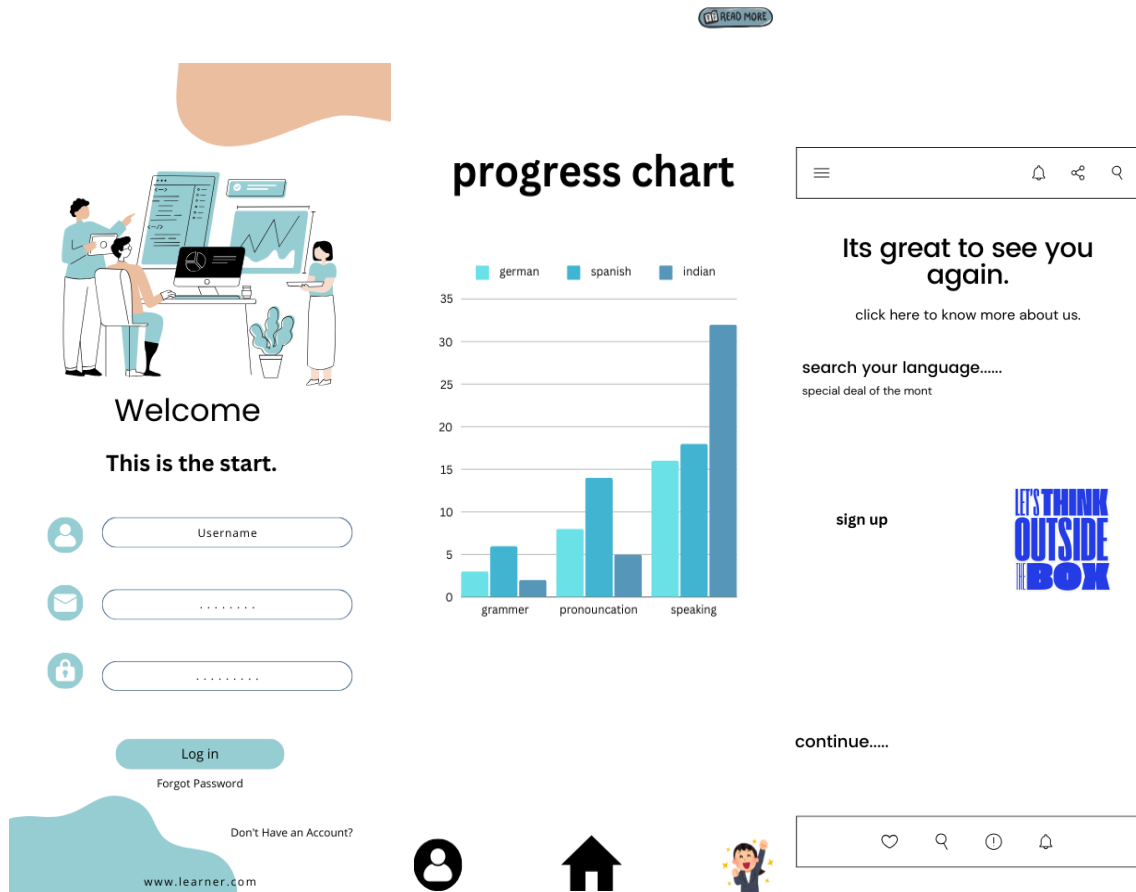 READ MORE
Welcome
This is the start.
Username
. . . . . . . .
. . . . . . . . .
Log in
Forgot Password
Don't Have an Account?
www.learner.com
progress chart
german
spanish
indian
35
30
25
20
15
10
5
0
grammer
pronouncation
speaking
Its great to see you
again.
click here to know more about us.
search your language......
special deal of the mont
sign up
LET'S THINK
OUTSIDE
THE BOX
continue.....